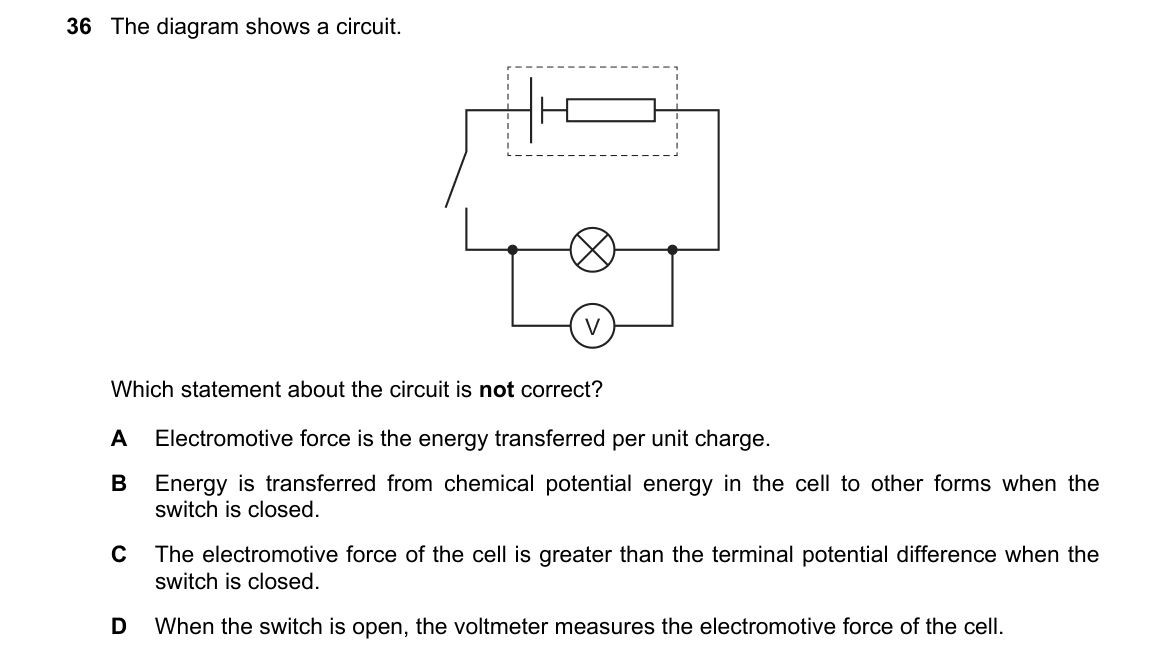 36 The diagram shows a circuit.
V
Which statement about the circuit is not correct?
A Electromotive force is the energy transferred per unit charge.
B Energy is transferred from chemical potential energy in the cell to other forms when the
switch is closed.
C The electromotive force of the cell is greater than the terminal potential difference when the
switch is closed.
D When the switch is open, the voltmeter measures the electromotive force of the cell.